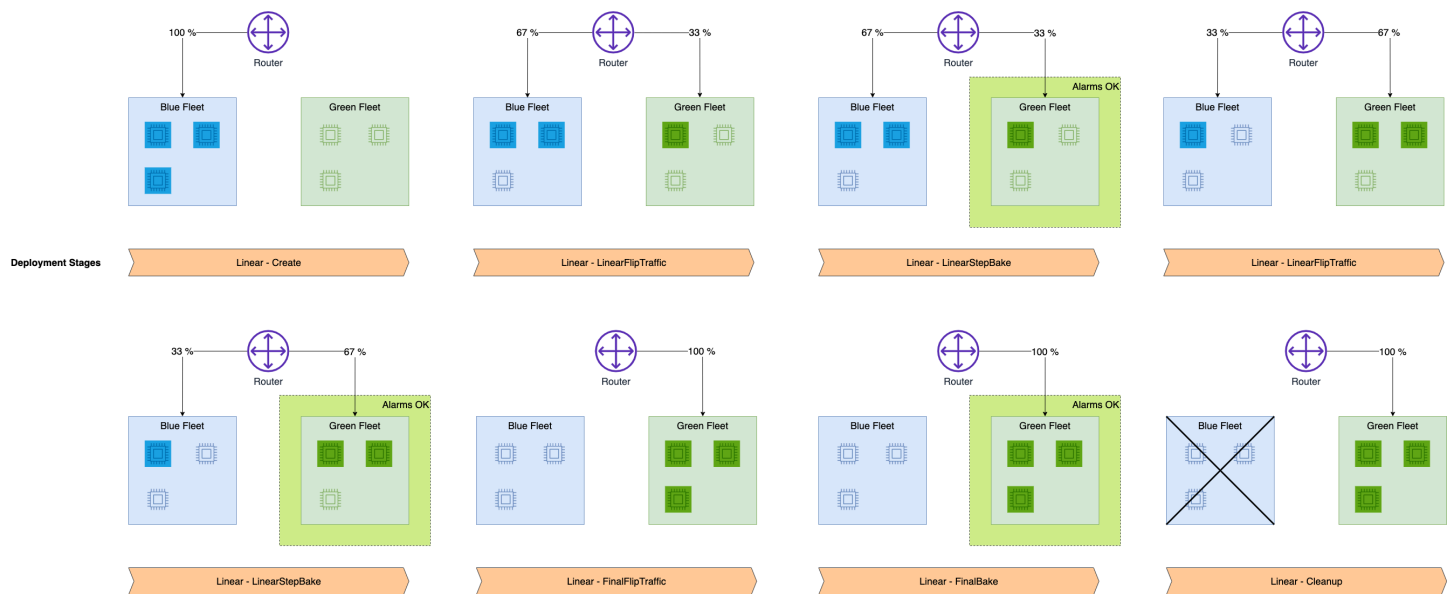 100 %
Router
Blue Fleet
Green Fleet
67 %
33 %
Router
Blue Fleet
Green Fleet
67 %
33 %
Router
Alarms OK
Blue Fleet
Green Fleet
33 %
67 %
Router
Blue Fleet
Green Fleet
Deployment Stages
Linear - Create
Linear - LinearFlipTraffic
Linear - LinearStepBake
Linear - LinearFlipTraffic
33 %
67 %
Router
Alarms OK
Blue Fleet
Green Fleet
100 %
Router
Blue Fleet
Green Fleet
100 %
Router
Alarms OK
Blue Fleet
Green Fleet
100 %
Router
Blue Fleet
Green Fleet
Linear - LinearStepBake
Linear - FinalFlipTraffic
Linear - FinalBake
Linear - Cleanup